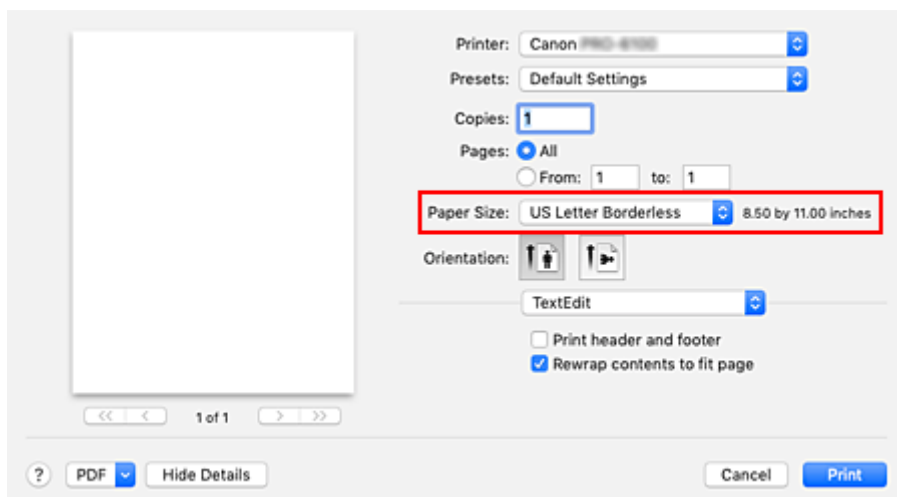 Printer: Canon
Presets: Default Settings
Copies: 1
Pages: All
From: 1 to: 1
Paper Size: US Letter Borderless 8.50 by 11.00 inches
Orientation:
TextEdit
Print header and footer
Rewrap contents to fit page
<< < 1 of 1 > >>
? PDF Hide Details Cancel Print